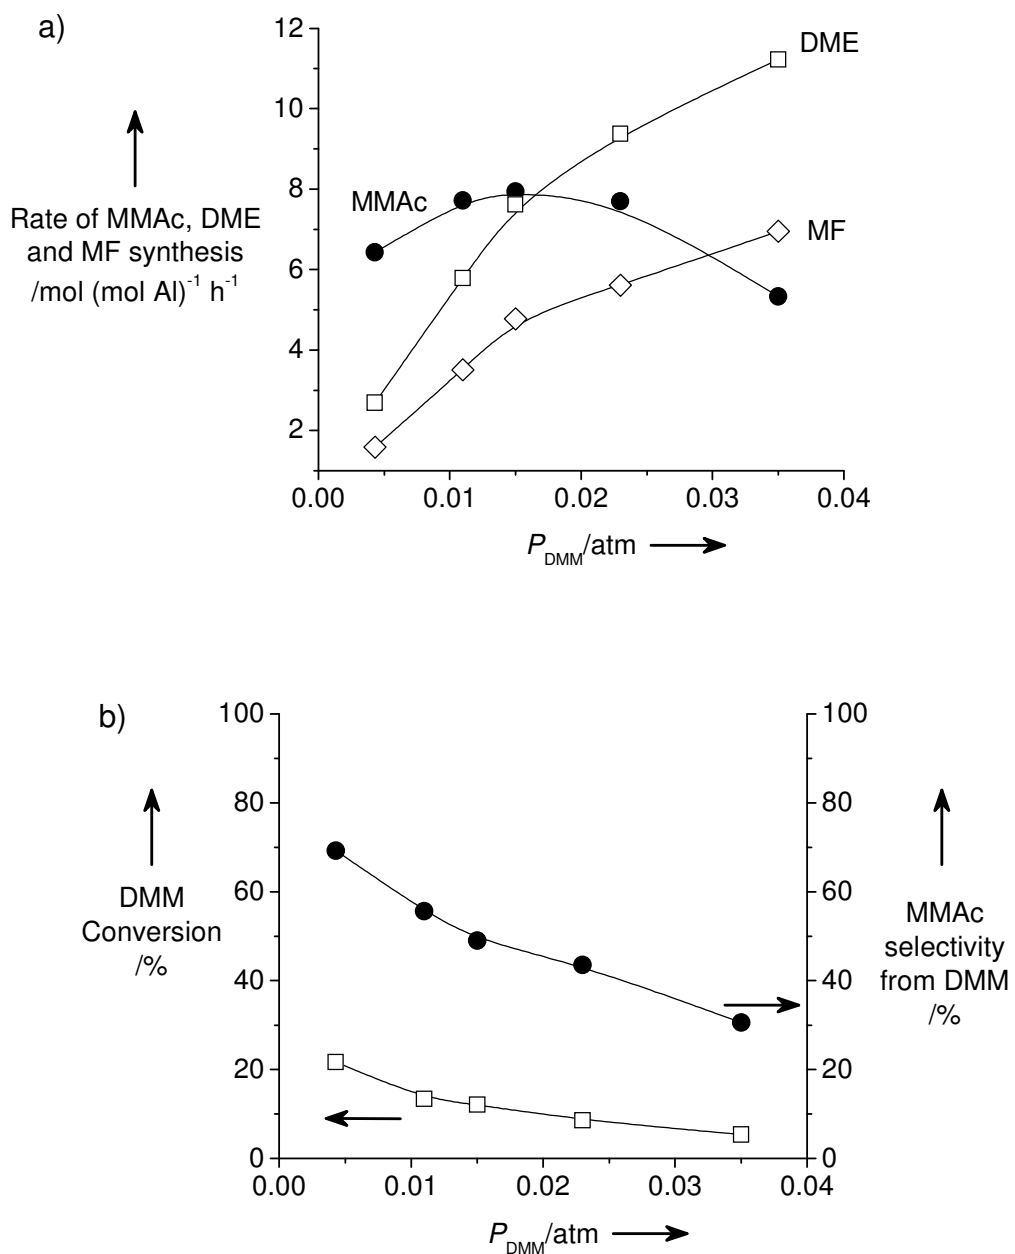 a)
12
10
8
6
4
2
Rate of MMAc, DME
and MF synthesis
/mol (mol Al)⁻¹ h⁻¹
DME
MMAc
MF
0.00 0.01 0.02 0.03 0.04
P_DMM/atm
b)
100
80
60
40
20
0
DMM
Conversion
/%
100
80
60
40
20
0
MMAc
selectivity
from DMM
/%
0.00 0.01 0.02 0.03 0.04
P_DMM/atm